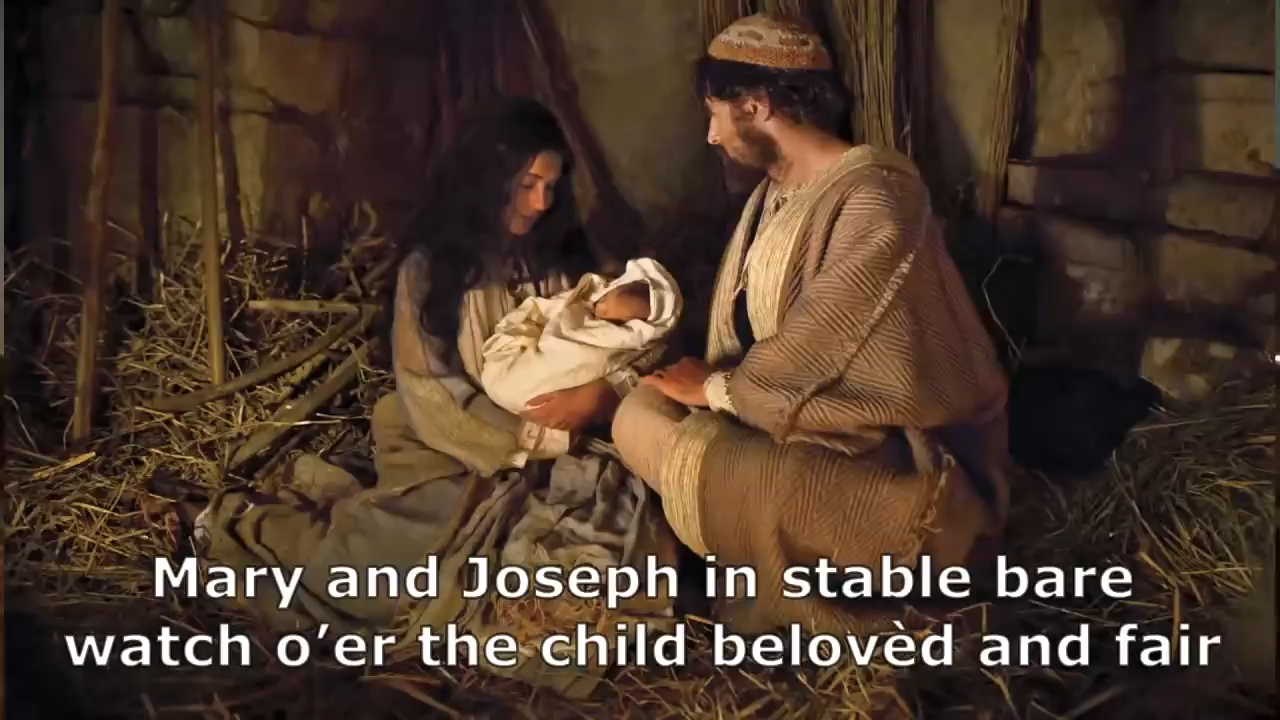 Mary and Joseph in stable bare
watch o’er the child belovèd and fair